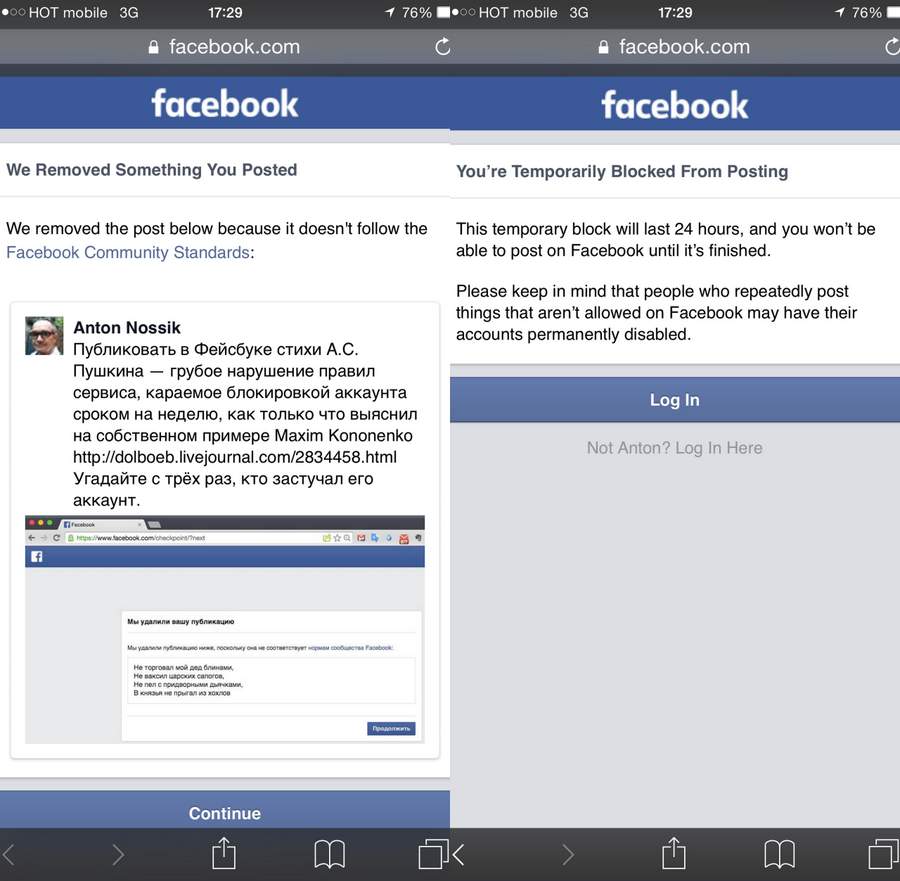 HOT mobile 3G 17:29 76%
facebook.com
facebook
We Removed Something You Posted
We removed the post below because it doesn't follow the
Facebook Community Standards:
Anton Nossik
Публиковать в Фейсбуке стихи А.С.
Пушкина — грубое нарушение правил
сервиса, караемое блокировкой аккаунта
сроком на неделю, как только что выяснил
на собственном примере Maxim Kononenko
http://dolboeb.livejournal.com/2834458.html
Угадайте с трёх раз, кто застучал его
аккаунт.
Facebook
https://www.facebook.com/checkpoint/?next
Мы удалили вашу публикацию
Мы удалили публикацию ниже, поскольку она не соответствует нормам сообщества Facebook:
Не торговал мой дед блинами,
Не ваксил царских сапогов,
Не пел с придворными дьячками,
В князья не прыгал из хохлов
Продолжить
Continue
HOT mobile 3G 17:29 76%
facebook.com
facebook
You're Temporarily Blocked From Posting
This temporary block will last 24 hours, and you won't be
able to post on Facebook until it's finished.
Please keep in mind that people who repeatedly post
things that aren't allowed on Facebook may have their
accounts permanently disabled.
Log In
Not Anton? Log In Here